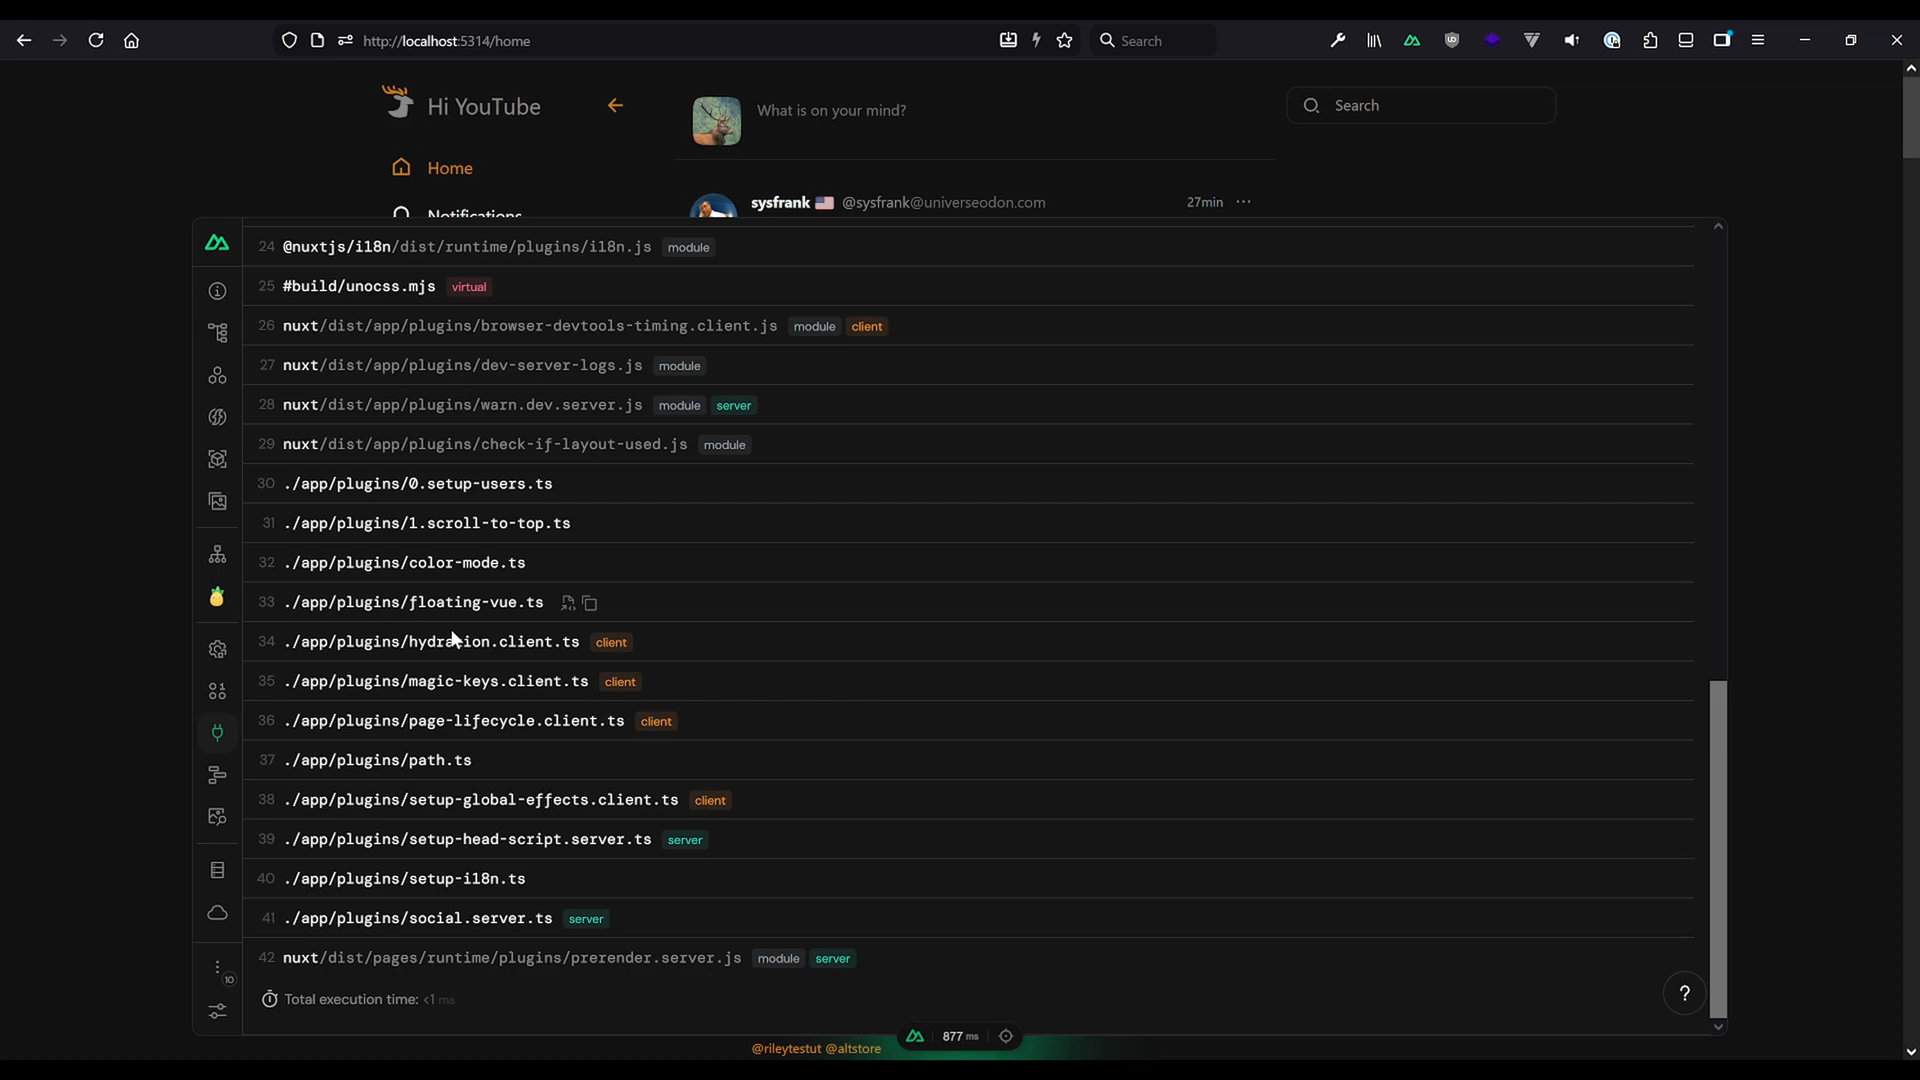 http://localhost:5314/home
Search
Hi YouTube
What is on your mind?
Search
Home
sysfrank 🇺🇸 @sysfrank@universeodon.com 27min ...
Notifications
24 @nuxtjs/i18n/dist/runtime/plugins/i18n.js module
25 #build/unocss.mjs virtual
26 nuxt/dist/app/plugins/browser-devtools-timing.client.js module client
27 nuxt/dist/app/plugins/dev-server-logs.js module
28 nuxt/dist/app/plugins/warn.dev.server.js module server
29 nuxt/dist/app/plugins/check-if-layout-used.js module
30 ./app/plugins/0.setup-users.ts
31 ./app/plugins/1.scroll-to-top.ts
32 ./app/plugins/color-mode.ts
33 ./app/plugins/floating-vue.ts
34 ./app/plugins/hydration.client.ts client
35 ./app/plugins/magic-keys.client.ts client
36 ./app/plugins/page-lifecycle.client.ts client
37 ./app/plugins/path.ts
38 ./app/plugins/setup-global-effects.client.ts client
39 ./app/plugins/setup-head-script.server.ts server
40 ./app/plugins/setup-i18n.ts
41 ./app/plugins/social.server.ts server
42 nuxt/dist/pages/runtime/plugins/prerender.server.js module server
10
Total execution time: <1 ms
?
877 ms
@rileytestut @altstore